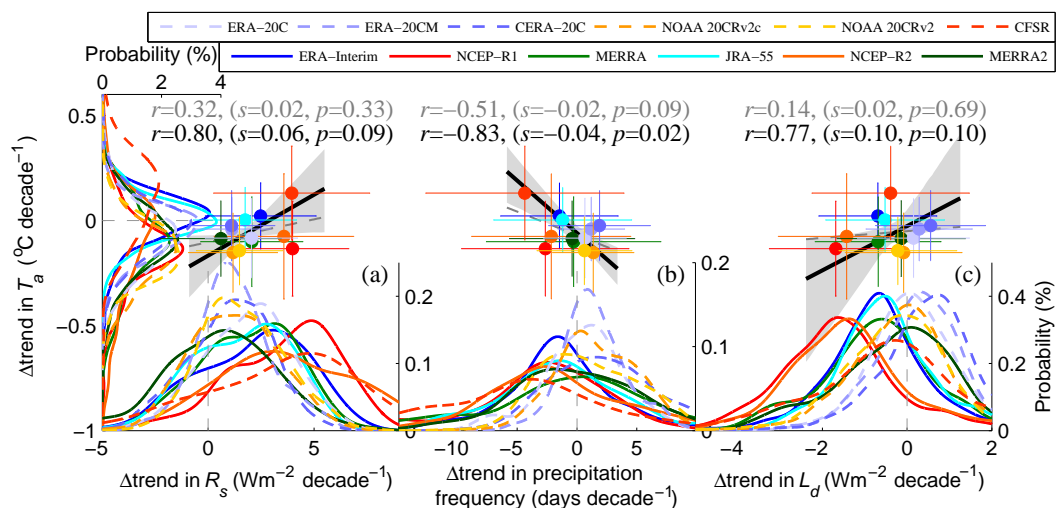 ERA−20C ERA−20CM CERA−20C NOAA 20CRv2c NOAA 20CRv2 CFSR
ERA−Interim NCEP−R1 MERRA JRA−55 NCEP−R2 MERRA2
Probability (%)
0 2 4
r=0.32, (s=0.02, p=0.33) r=−0.51, (s=−0.02, p=0.09) r=0.14, (s=0.02, p=0.69)
r=0.80, (s=0.06, p=0.09) r=−0.83, (s=−0.04, p=0.02) r=0.77, (s=0.10, p=0.10)
0.5
0
−0.5
−1
Δtrend in Ta (°C decade−1)
(a) (b) (c)
0.2 0.2
0.1 0.1
0 0
0.4
0.2
0
Probability (%)
−5 0 5 −10 −5 0 5 −4 −2 0 2
Δtrend in Rs (Wm−2 decade−1) Δtrend in precipitation Δtrend in Ld (Wm−2 decade−1)
frequency (days decade−1)